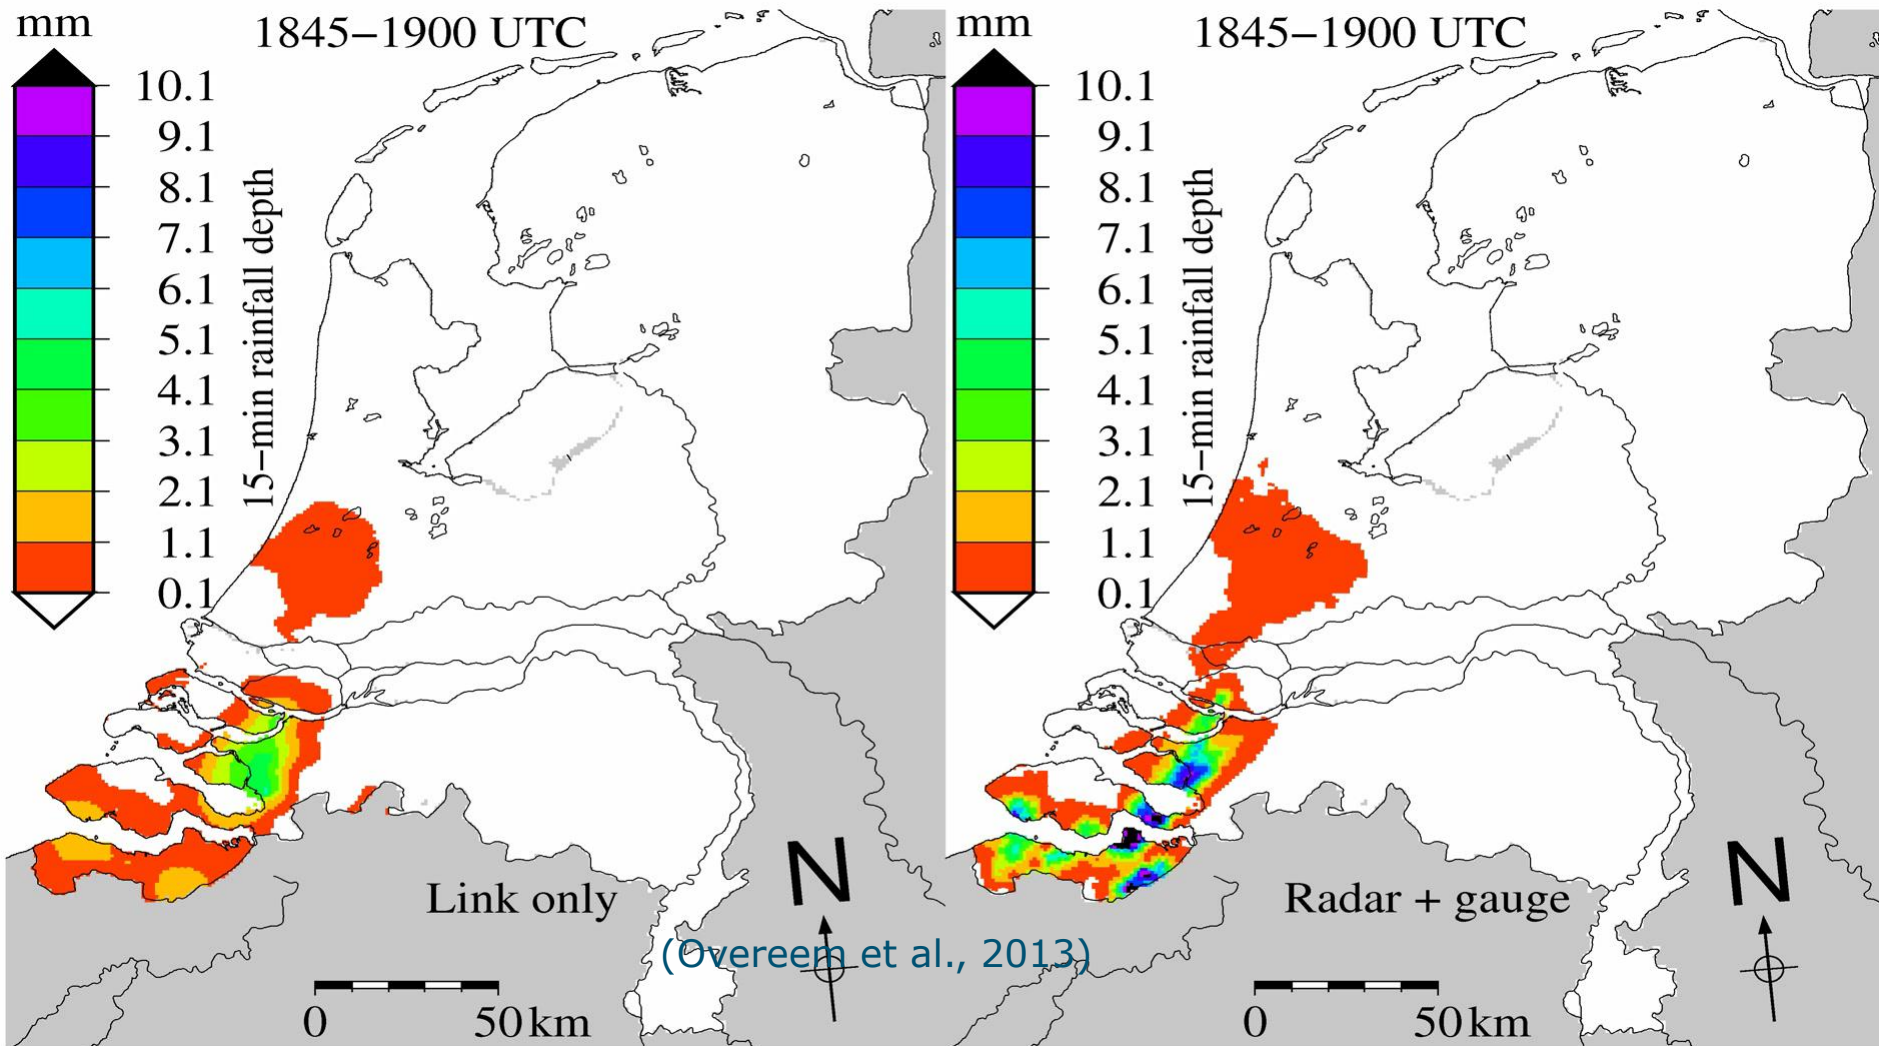 mm
1845–1900 UTC
10.1
9.1
8.1
7.1
6.1
5.1
4.1
3.1
2.1
1.1
0.1
15–min rainfall depth
Link only
N
0 50 km
mm
1845–1900 UTC
10.1
9.1
8.1
7.1
6.1
5.1
4.1
3.1
2.1
1.1
0.1
15–min rainfall depth
Radar + gauge
N
0 50 km
(Overeem et al., 2013)